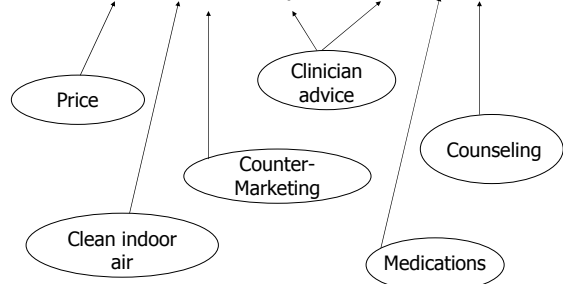 Clinician
advice
Price
Counseling
Counter-
Marketing
Clean indoor
air
Medications